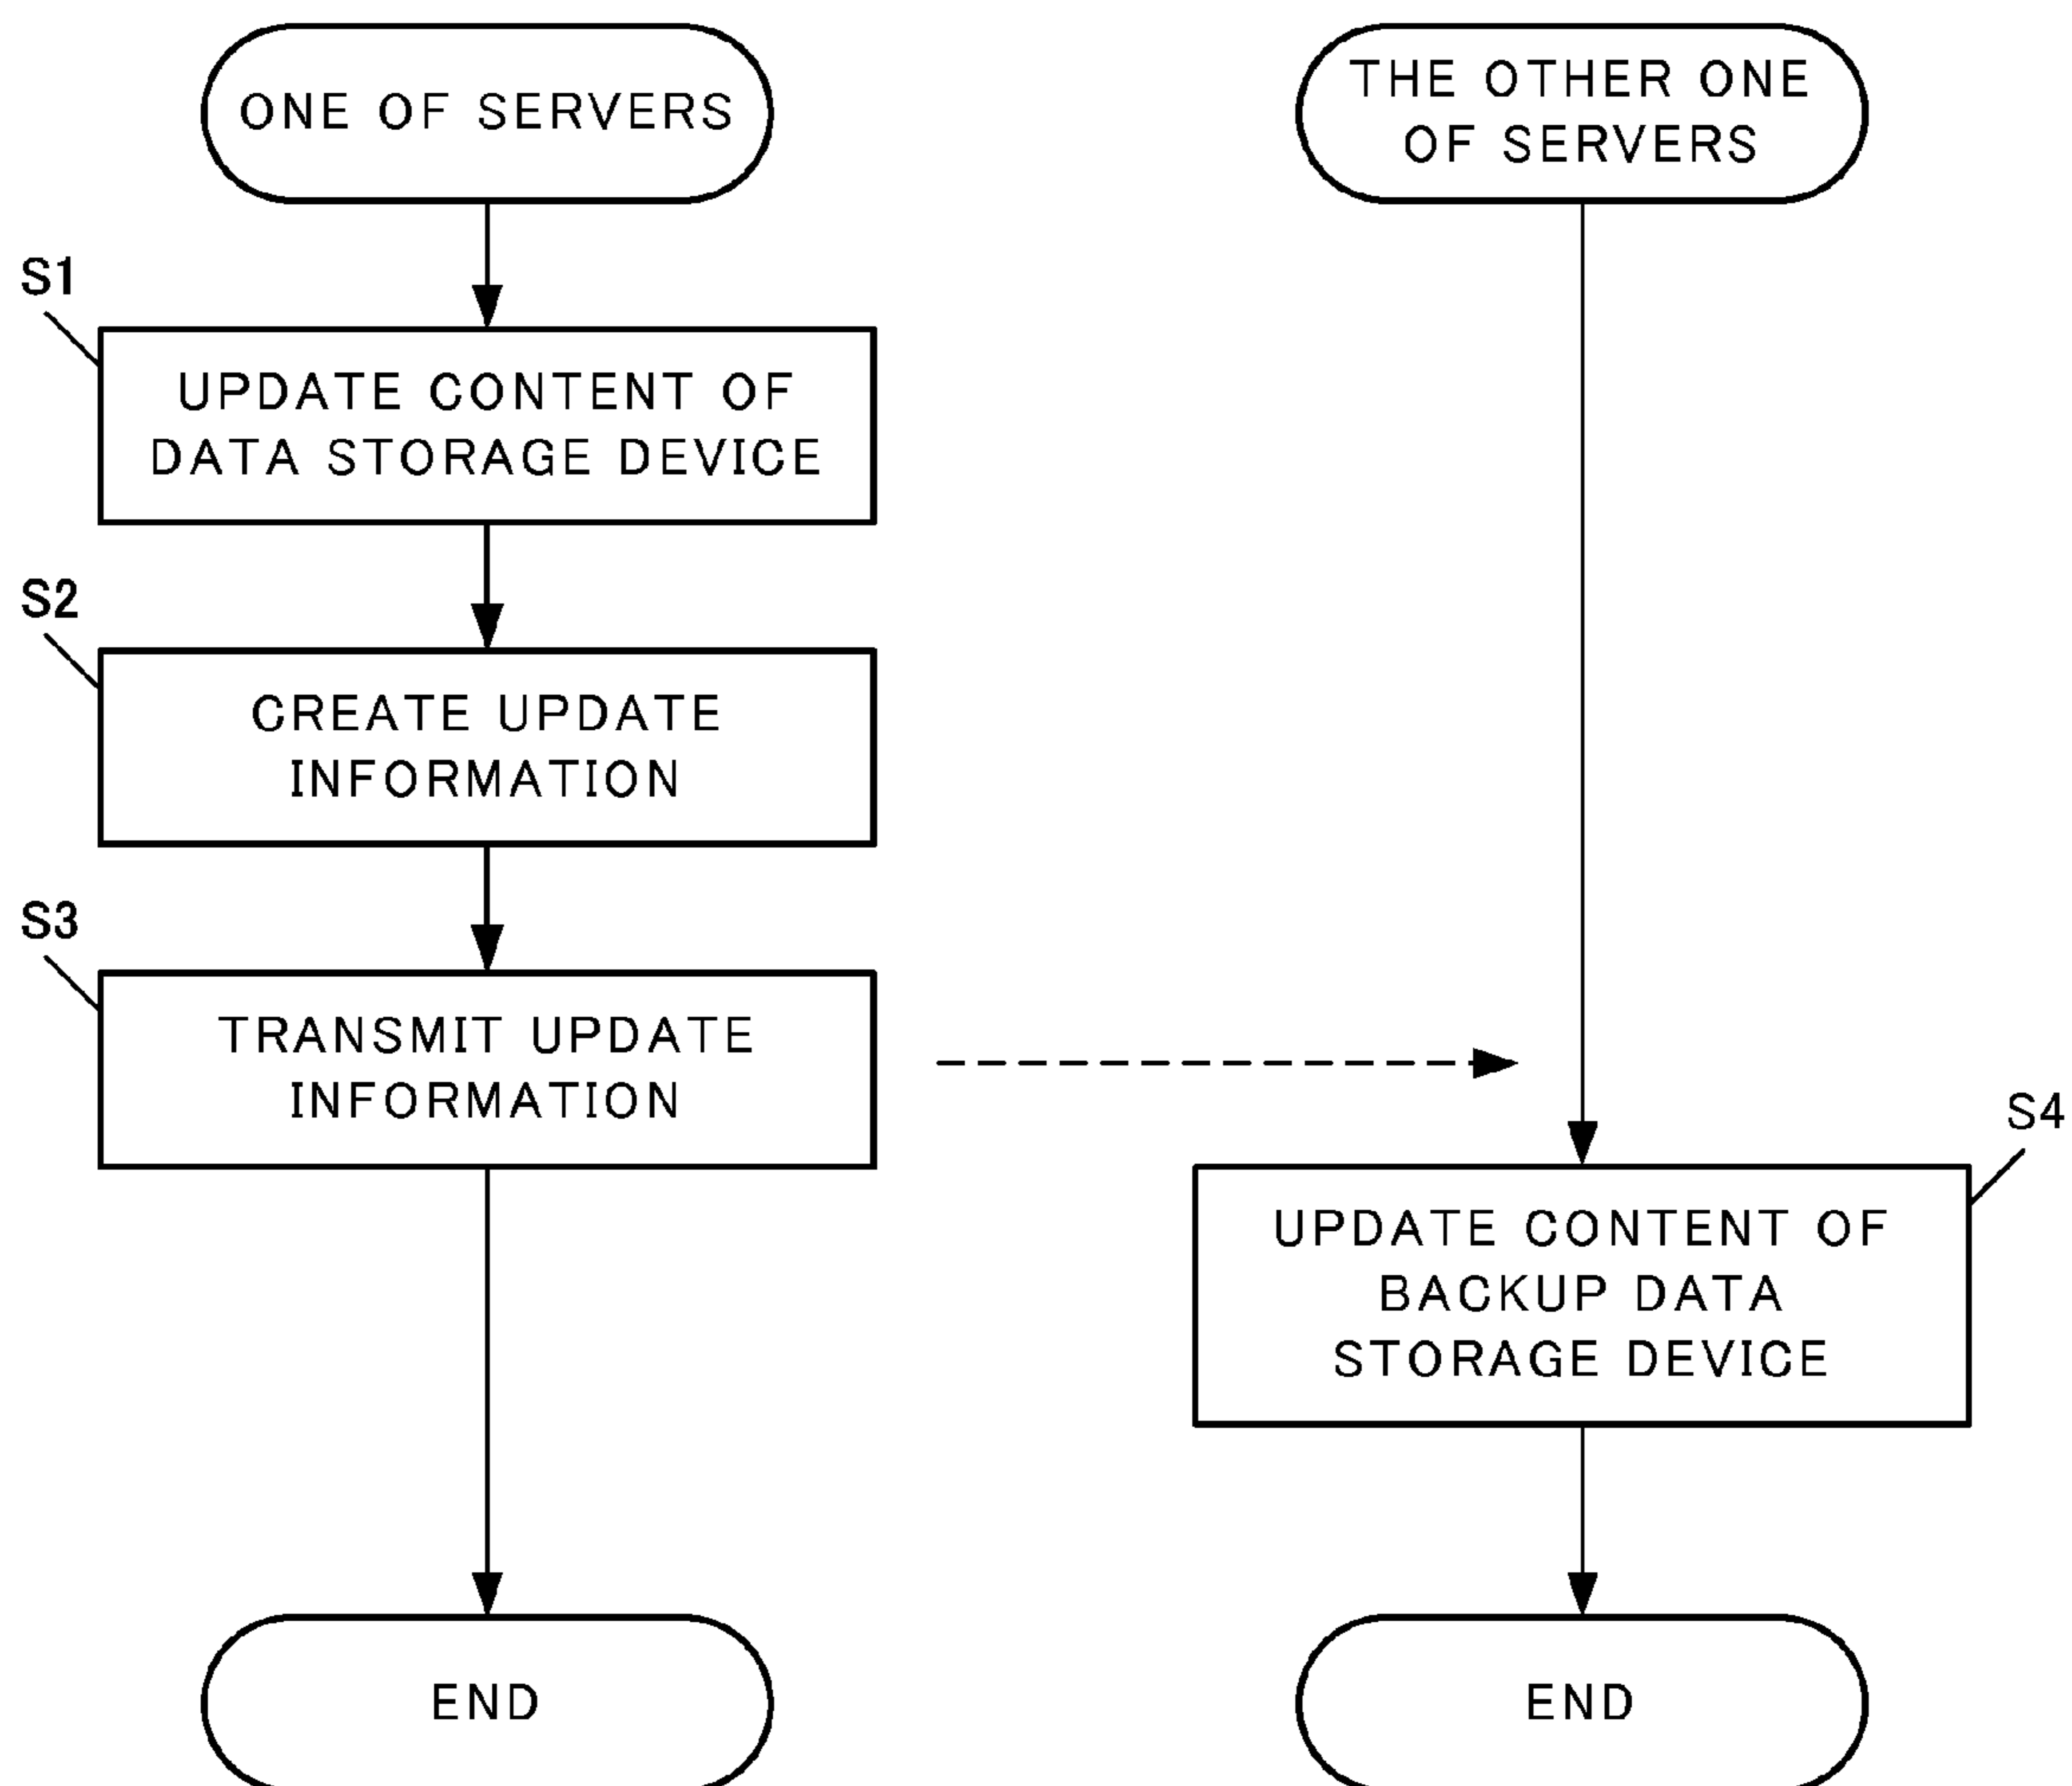 ONE OF SERVERS
S1
UPDATE CONTENT OF
DATA STORAGE DEVICE
S2
CREATE UPDATE
INFORMATION
S3
TRANSMIT UPDATE
INFORMATION
END
THE OTHER ONE
OF SERVERS
S4
UPDATE CONTENT OF
BACKUP DATA
STORAGE DEVICE
END